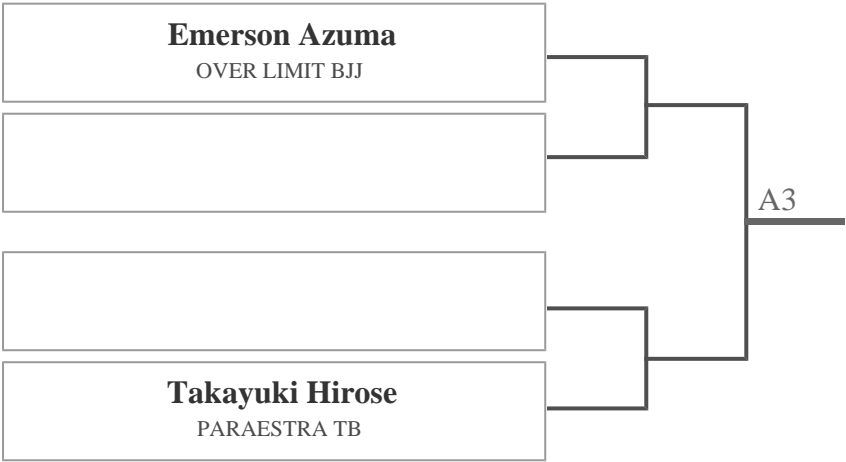 Emerson Azuma
OVER LIMIT BJJ
A3
Takayuki Hirose
PARAESTRA TB